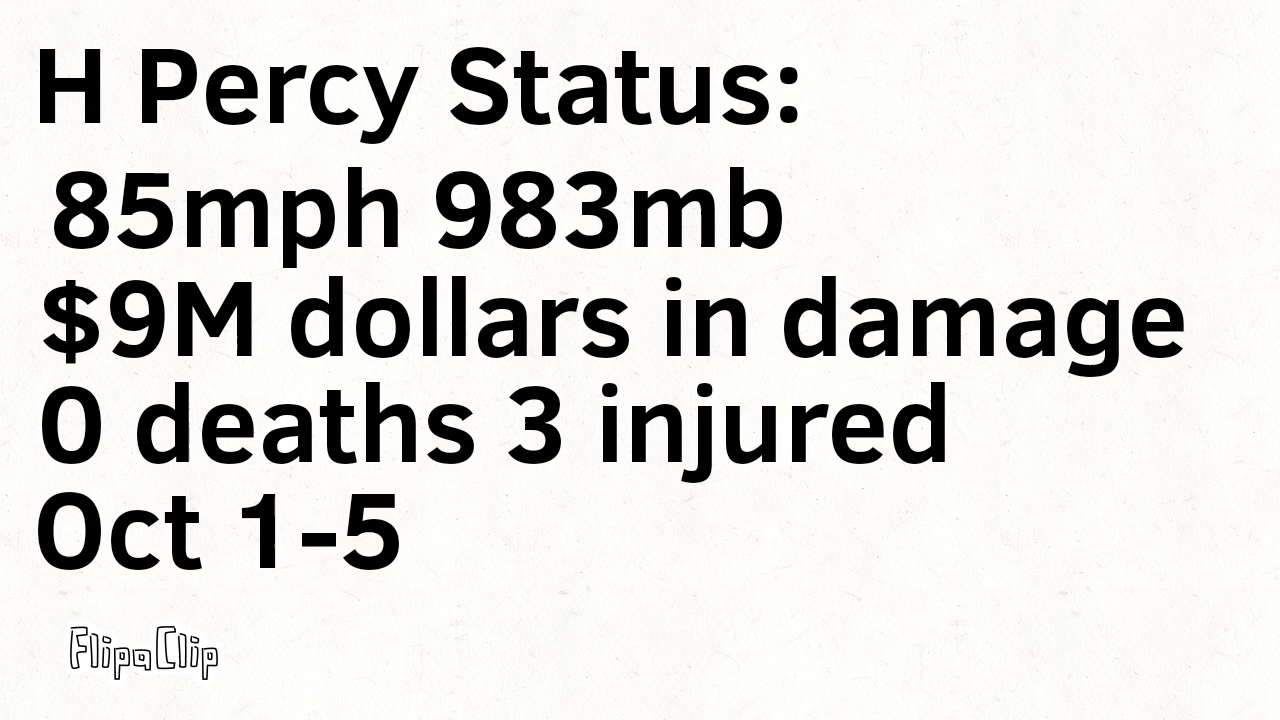 H Percy Status:
85mph 983mb
$9M dollars in damage
0 deaths 3 injured
Oct 1-5
FlipaClip